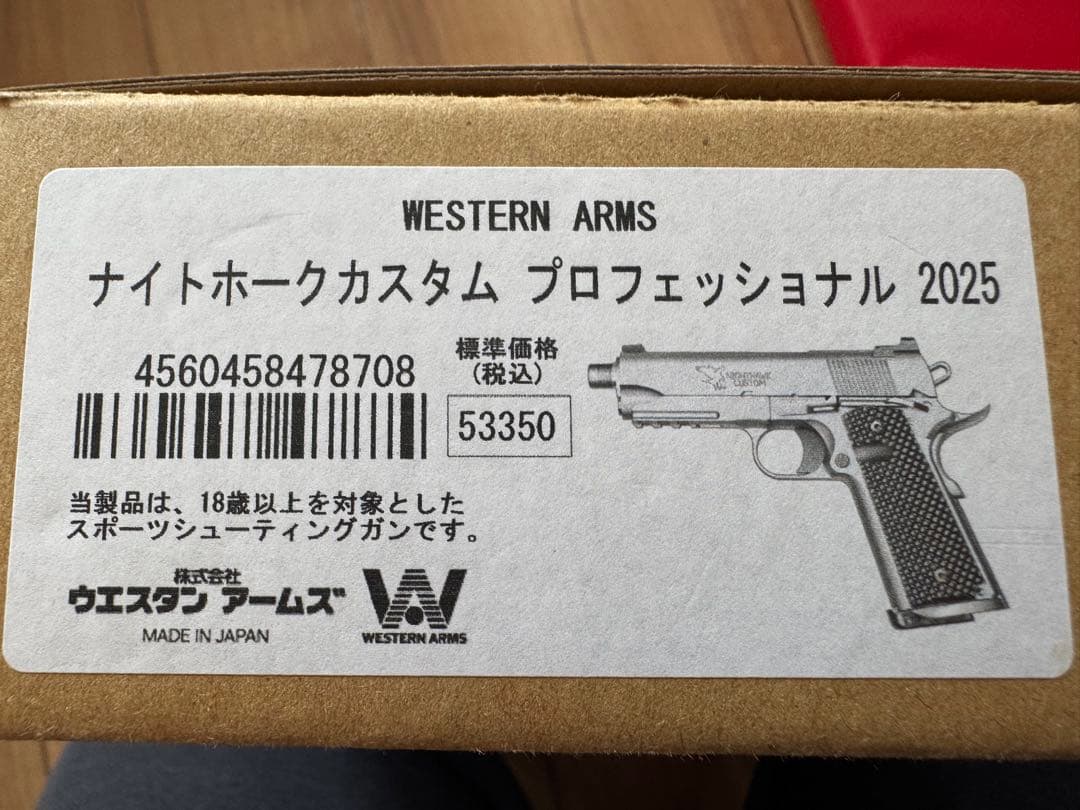 WESTERN ARMS
ナイトホークカスタム プロフェッショナル 2025
4560458478708
標準価格
(税込)
53350
NIGHTHAWK
CUSTOM
当製品は、18歳以上を対象とした
スポーツシューティングガンです。
株式会社
ウエスタン アームズ
MADE IN JAPAN
WESTERN ARMS